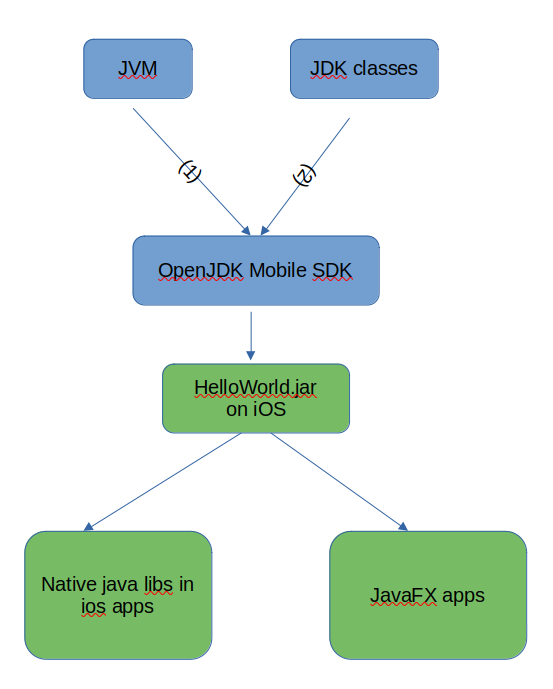 JVM
JDK classes
(1)
(2)
OpenJDK Mobile SDK
HelloWorld.jar
on iOS
Native java libs in
ios apps
JavaFX apps